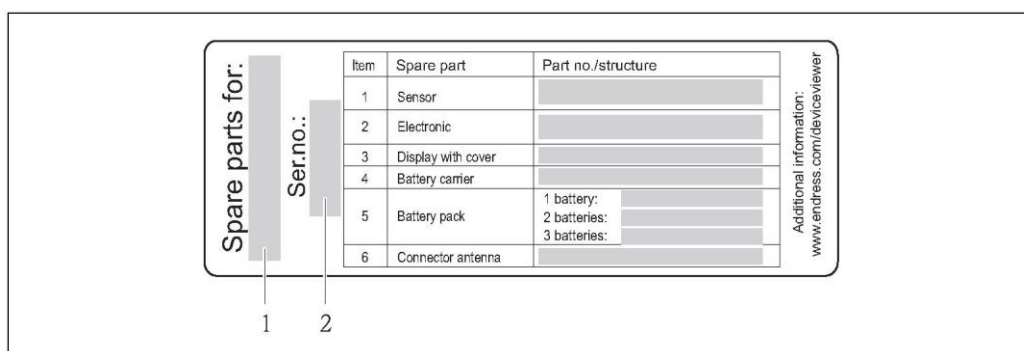 Spare parts for:
Ser.no.:
Item Spare part Part no./structure
1 Sensor
2 Electronic
3 Display with cover
4 Battery carrier
5 Battery pack 1 battery:
2 batteries:
3 batteries:
6 Connector antenna
Additional information:
www.endress.com/deviceviewer
1 2